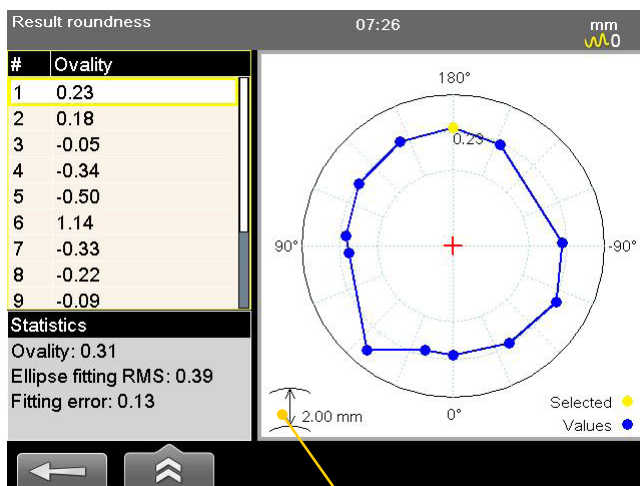 Result roundness 07:26 mm
0
# Ovality
1 0.23
2 0.18
3 -0.05
4 -0.34
5 -0.50
6 1.14
7 -0.33
8 -0.22
9 -0.09
Statistics
Ovality: 0.31
Ellipse fitting RMS: 0.39
Fitting error: 0.13
180°
0.23
90°
-90°
0°
2.00 mm
Selected
Values